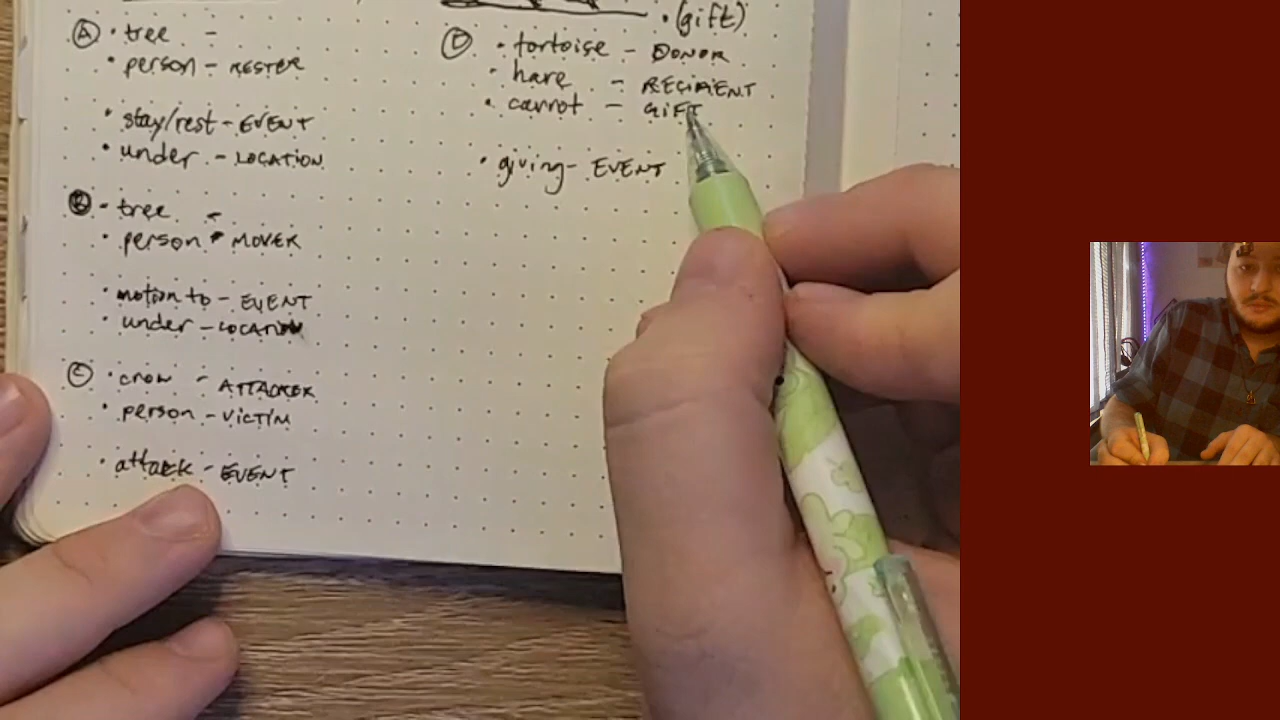 Ⓐ · tree -
· person - RESTER
· stay/rest - EVENT
· under - LOCATION
Ⓑ - tree -
· person - MOVER
· motion to - EVENT
· under - LOCATION
Ⓒ · crow - ATTACKER
· person - VICTIM
· attack - EVENT
· (gift)
Ⓓ · tortoise - DONOR
· hare - RECIPIENT
· carrot - GIFT
· giving - EVENT